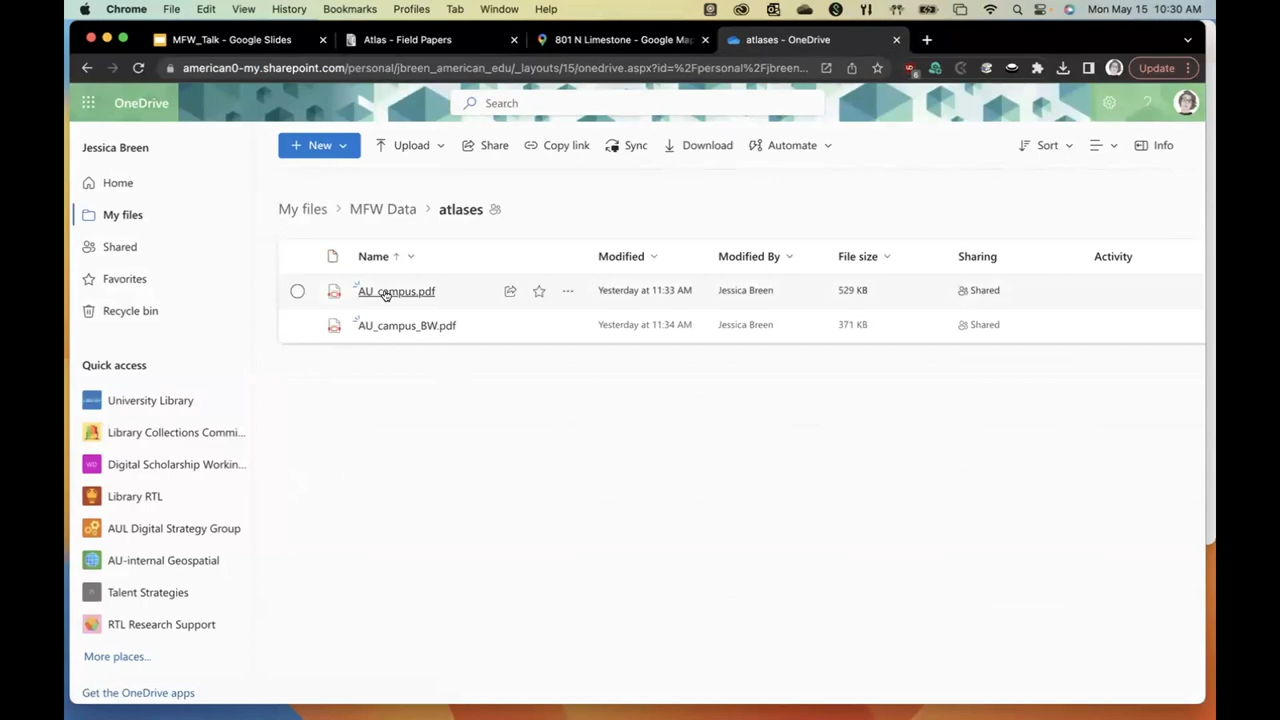 Chrome File Edit View History Bookmarks Profiles Tab Window Help Mon May 15 10:30 AM
MFW_Talk - Google Slides Atlas - Field Papers 801 N Limestone - Google Ma atlases - OneDrive
american0-my.sharepoint.com/personal/jbreen_american_edu/_layouts/15/onedrive.aspx?id=%2Fpersonal%2Fjbreen... 6 Update
OneDrive Search
Jessica Breen
New Upload Share Copy link Sync Download Automate Sort Info
Home
My files
Shared
Favorites
Recycle bin
Quick access
University Library
Library Collections Commi...
WD Digital Scholarship Workin...
Library RTL
AUL Digital Strategy Group
AU-internal Geospatial
Talent Strategies
RTL Research Support
More places...
Get the OneDrive apps
My files > MFW Data > atlases
Name Modified Modified By File size Sharing Activity
AU_campus.pdf Yesterday at 11:33 AM Jessica Breen 529 KB Shared
AU_campus_BW.pdf Yesterday at 11:34 AM Jessica Breen 371 KB Shared